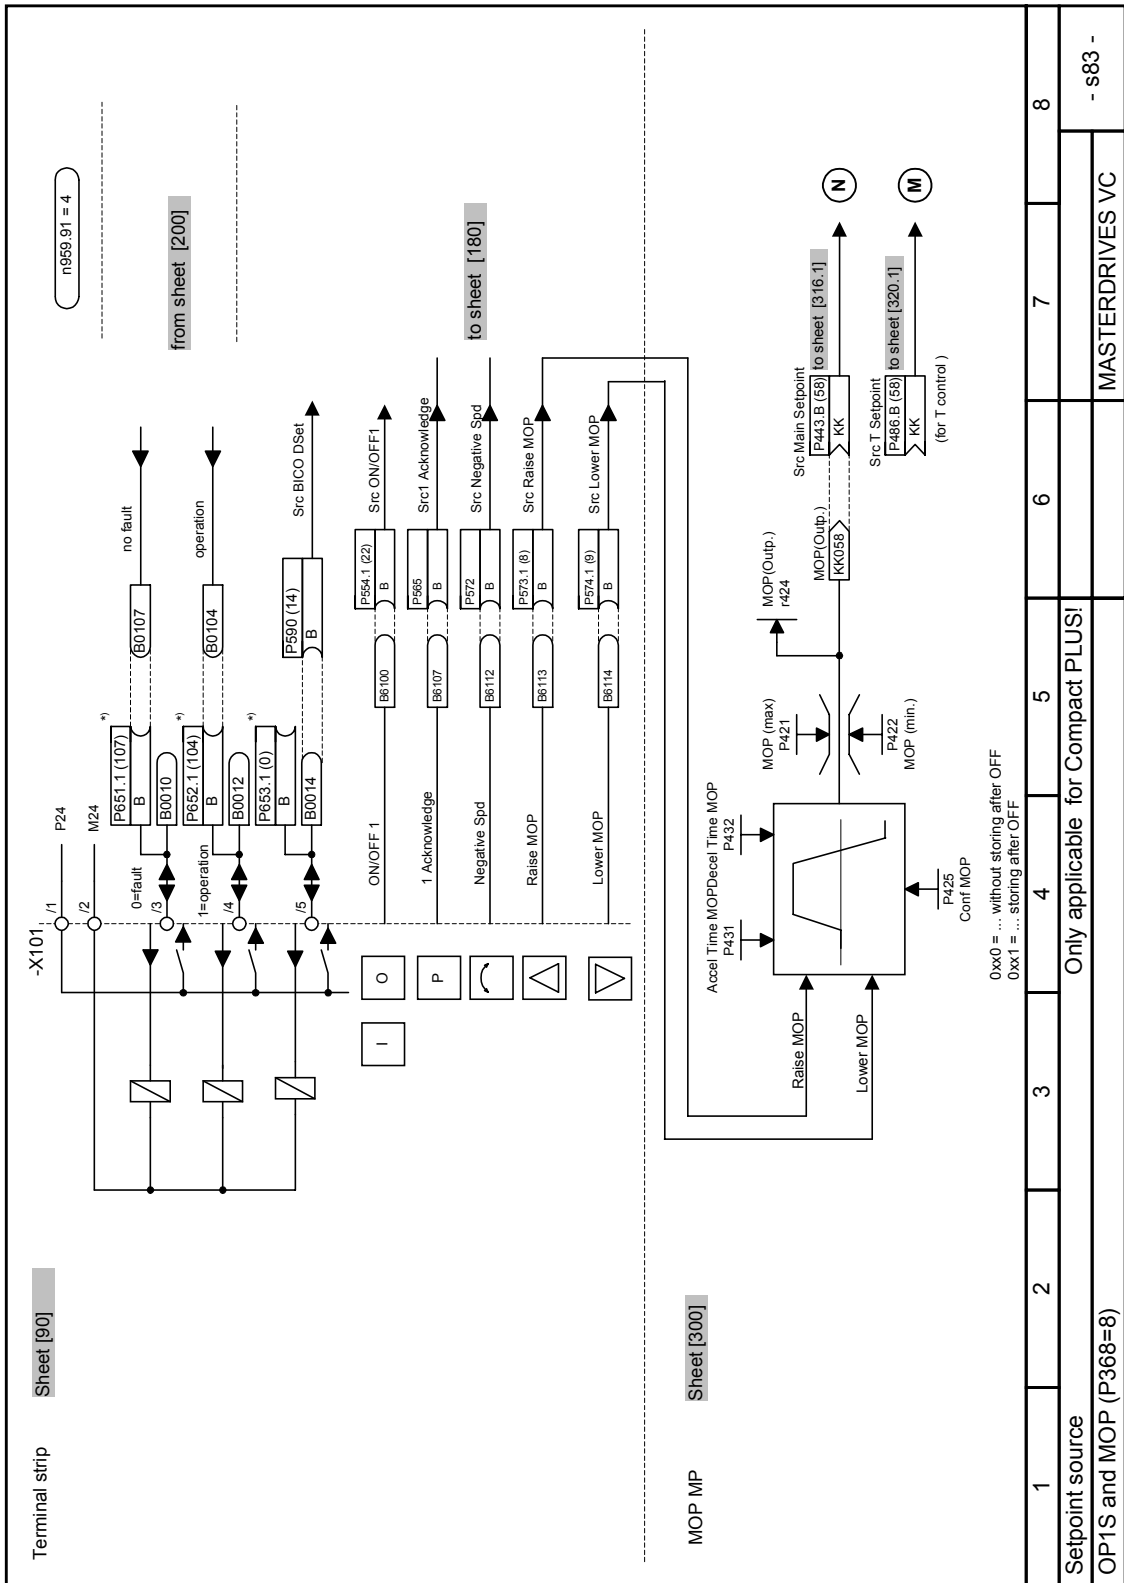 n959.91 = 4
Terminal strip
Sheet [90]
-X101
/1
P24
/2
M24
0=fault
/3
P651.1 (107)
*)
B
B0010
B0107
no fault
from sheet [200]
1=operation
/4
P652.1 (104)
*)
B
B0012
B0104
operation
/5
P653.1 (0)
*)
B
B0014
P590 (14)
B
Src BICO DSet
I
O
ON/OFF 1
B6100
P554.1 (22)
B
Src ON/OFF1
P
1 Acknowledge
B6107
P565
B
Src1 Acknowledge
Negative Spd
B6112
P572
B
Src Negative Spd
to sheet [180]
Raise MOP
B6113
P573.1 (8)
B
Src Raise MOP
Lower MOP
B6114
P574.1 (9)
B
Src Lower MOP
MOP MP
Sheet [300]
Raise MOP
Lower MOP
Accel Time MOP
P431
Decel Time MOP
P432
P425
Conf MOP
0xx0 = ... without storing after OFF
0xx1 = ... storing after OFF
MOP (max)
P421
P422
MOP (min.)
MOP(Outp.)
r424
MOP(Outp.)
KK058
Src Main Setpoint
P443.B (58)
KK
to sheet [316.1]
N
Src T Setpoint
P486.B (58)
KK
to sheet [320.1]
(for T control )
M
1
2
3
4
5
6
7
8
Setpoint source
Only applicable for Compact PLUS!
- s83 -
OP1S and MOP (P368=8)
MASTERDRIVES VC